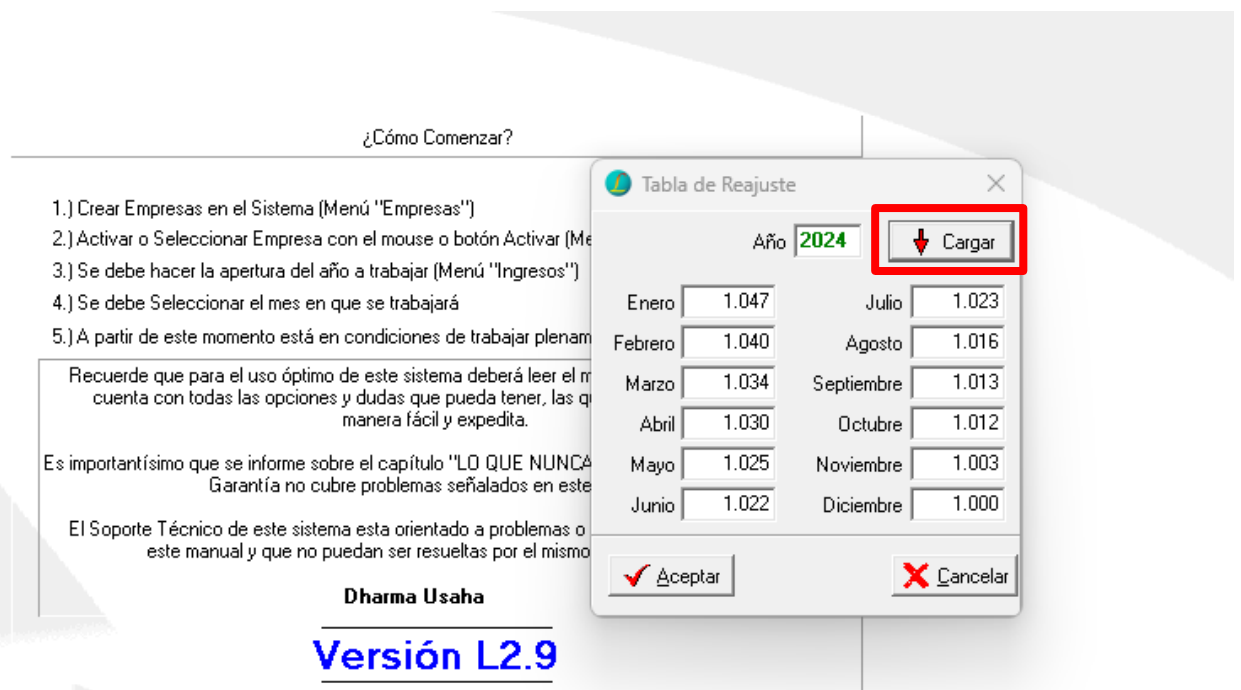 ¿Cómo Comenzar?
1.) Crear Empresas en el Sistema (Menú "Empresas")
2.) Activar o Seleccionar Empresa con el mouse o botón Activar (Me
3.) Se debe hacer la apertura del año a trabajar (Menú "Ingresos")
4.) Se debe Seleccionar el mes en que se trabajará
5.) A partir de este momento está en condiciones de trabajar plenam
Recuerde que para el uso óptimo de este sistema deberá leer el m
cuenta con todas las opciones y dudas que pueda tener, las qu
manera fácil y expedita.
Es importantísimo que se informe sobre el capítulo "LO QUE NUNCA
Garantía no cubre problemas señalados en este
El Soporte Técnico de este sistema esta orientado a problemas o
este manual y que no puedan ser resueltas por el mismo
Dharma Usaha
Versión L2.9
Tabla de Reajuste
Año 2024 Cargar
Enero 1.047 Julio 1.023
Febrero 1.040 Agosto 1.016
Marzo 1.034 Septiembre 1.013
Abril 1.030 Octubre 1.012
Mayo 1.025 Noviembre 1.003
Junio 1.022 Diciembre 1.000
Aceptar Cancelar